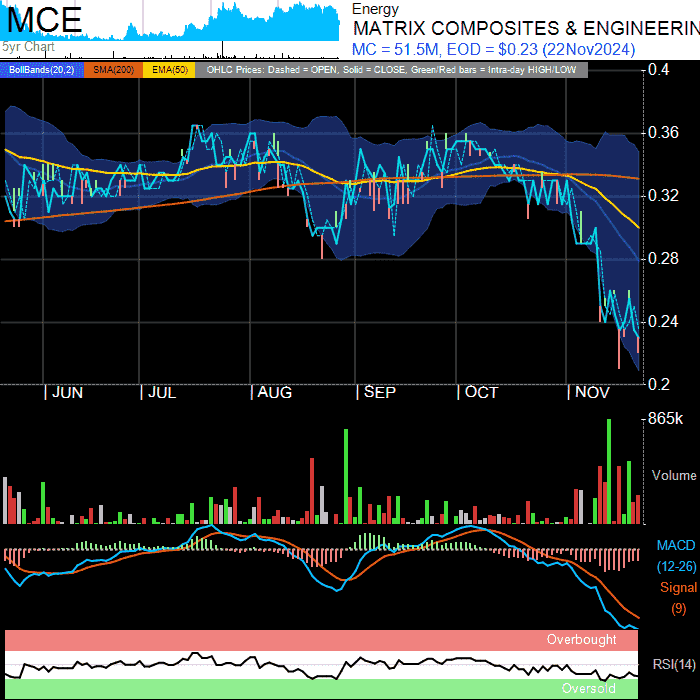 MCE
5yr Chart
Energy
MATRIX COMPOSITES & ENGINEERIN
MC = 51.5M, EOD = $0.23 (22Nov2024)
BollBands(20,2) SMA(200) EMA(50) OHLC Prices: Dashed = OPEN, Solid = CLOSE, Green/Red bars = Intra-day HIGH/LOW
0.4
0.36
0.32
0.28
0.24
0.2
JUN JUL AUG SEP OCT NOV
865k
Volume
MACD
(12-26)
Signal
(9)
Overbought
RSI(14)
Oversold